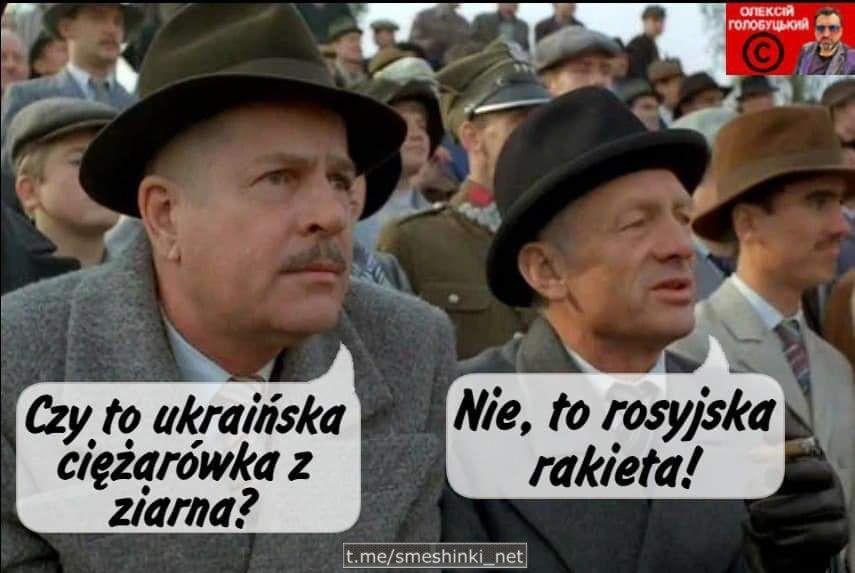 ОЛЕКСІЙ
ГОЛОБУЦЬКИЙ
©
Czy to ukraińska
ciężarówka z
ziarna?
Nie, to rosyjska
rakieta!
t.me/smeshinki_net